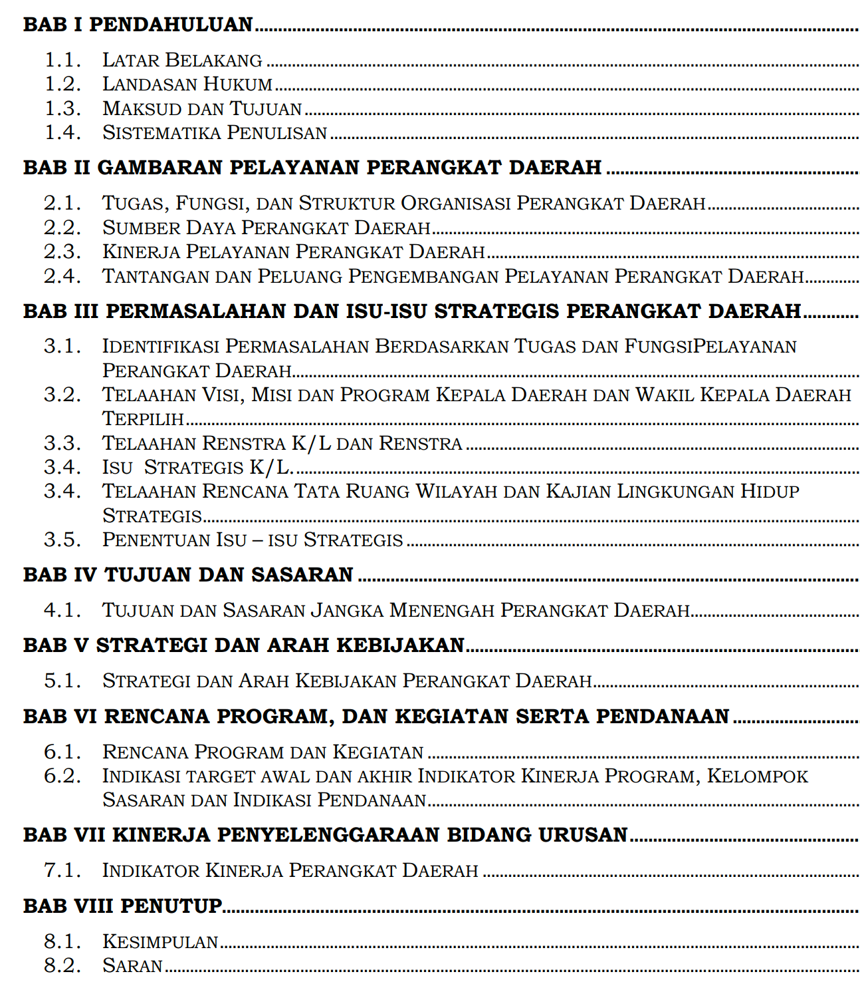 BAB I PENDAHULUAN
1.1. LATAR BELAKANG
1.2. LANDASAN HUKUM
1.3. MAKSUD DAN TUJUAN
1.4. SISTEMATIKA PENULISAN
BAB II GAMBARAN PELAYANAN PERANGKAT DAERAH
2.1. TUGAS, FUNGSI, DAN STRUKTUR ORGANISASI PERANGKAT DAERAH
2.2. SUMBER DAYA PERANGKAT DAERAH
2.3. KINERJA PELAYANAN PERANGKAT DAERAH
2.4. TANTANGAN DAN PELUANG PENGEMBANGAN PELAYANAN PERANGKAT DAERAH
BAB III PERMASALAHAN DAN ISU-ISU STRATEGIS PERANGKAT DAERAH
3.1. IDENTIFIKASI PERMASALAHAN BERDASARKAN TUGAS DAN FUNGSIPELAYANAN
PERANGKAT DAERAH
3.2. TELAAHAN VISI, MISI DAN PROGRAM KEPALA DAERAH DAN WAKIL KEPALA DAERAH
TERPILIH
3.3. TELAAHAN RENSTRA K/L DAN RENSTRA
3.4. ISU STRATEGIS K/L.
3.4. TELAAHAN RENCANA TATA RUANG WILAYAH DAN KAJIAN LINGKUNGAN HIDUP
STRATEGIS
3.5. PENENTUAN ISU – ISU STRATEGIS
BAB IV TUJUAN DAN SASARAN
4.1. TUJUAN DAN SASARAN JANGKA MENENGAH PERANGKAT DAERAH
BAB V STRATEGI DAN ARAH KEBIJAKAN
5.1. STRATEGI DAN ARAH KEBIJAKAN PERANGKAT DAERAH
BAB VI RENCANA PROGRAM, DAN KEGIATAN SERTA PENDANAAN
6.1. RENCANA PROGRAM DAN KEGIATAN
6.2. INDIKASI TARGET AWAL DAN AKHIR INDIKATOR KINERJA PROGRAM, KELOMPOK
SASARAN DAN INDIKASI PENDANAAN
BAB VII KINERJA PENYELENGGARAAN BIDANG URUSAN
7.1. INDIKATOR KINERJA PERANGKAT DAERAH
BAB VIII PENUTUP
8.1. KESIMPULAN
8.2. SARAN